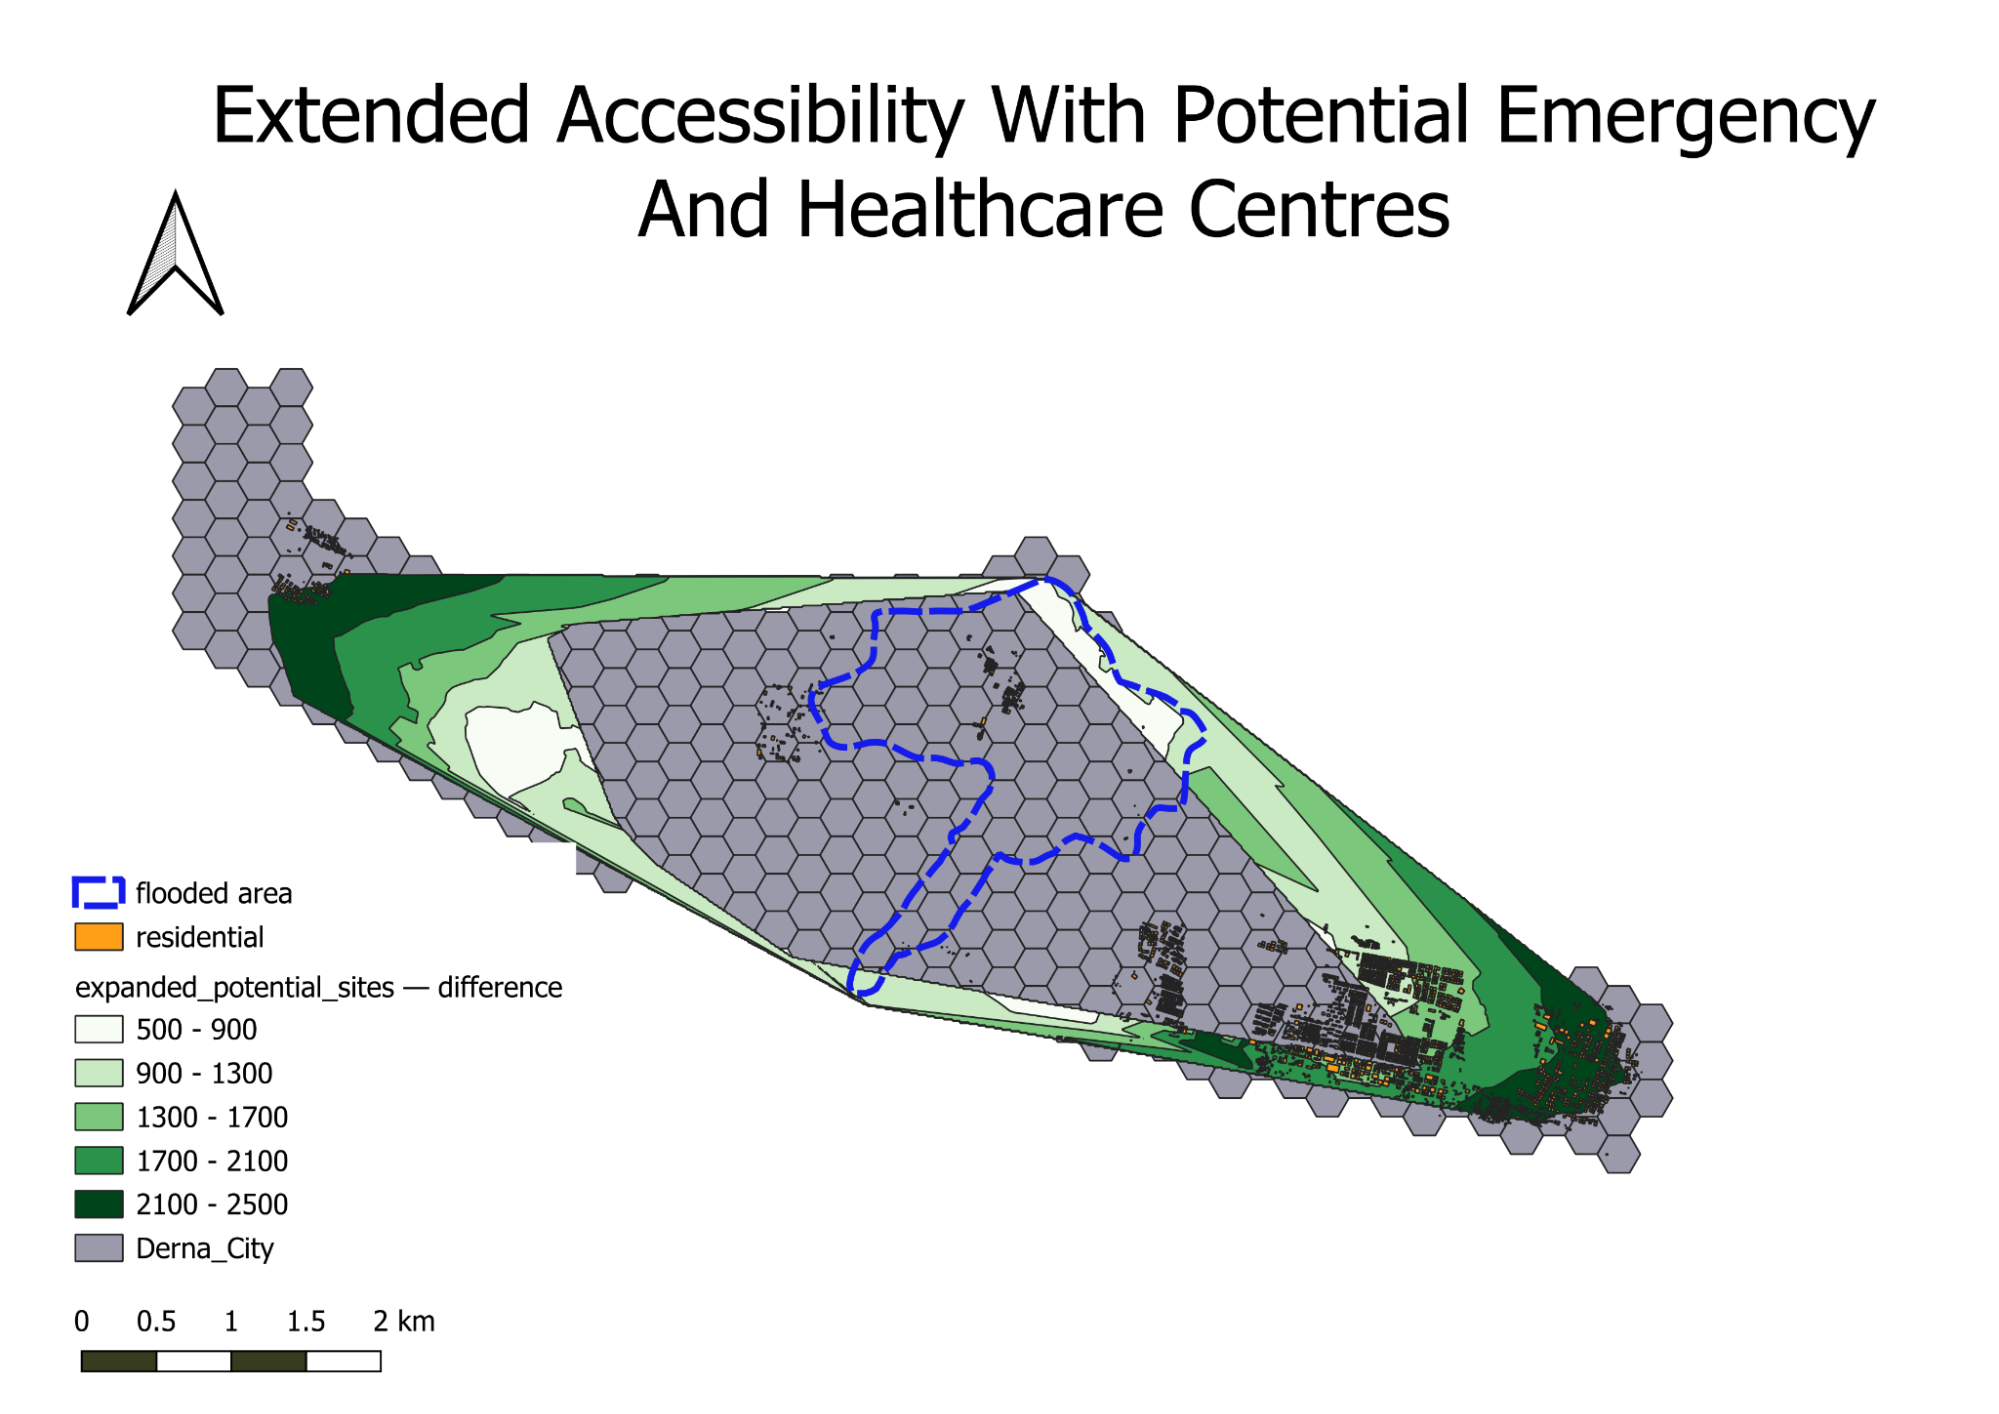 Extended Accessibility With Potential Emergency
And Healthcare Centres
flooded area
residential
expanded_potential_sites — difference
500 - 900
900 - 1300
1300 - 1700
1700 - 2100
2100 - 2500
Derna_City
0 0.5 1 1.5 2 km